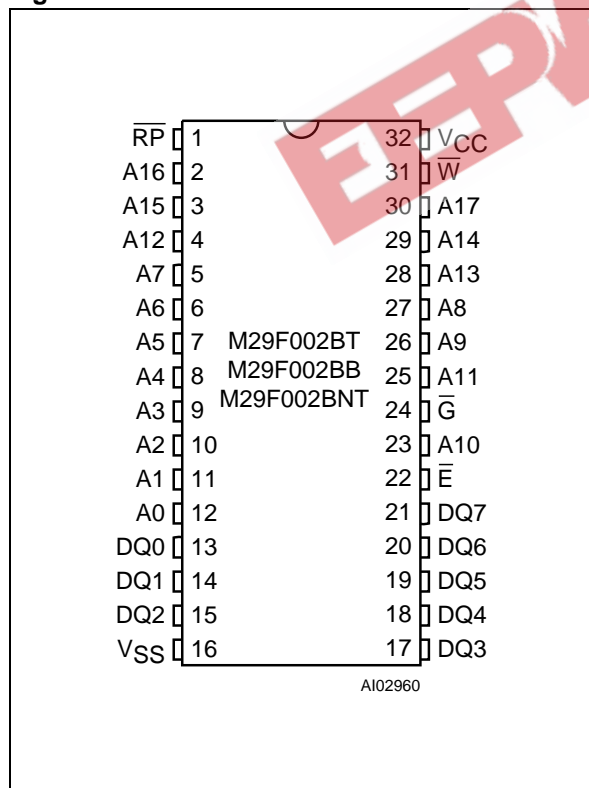 R̅P̅ 1 32 VCC
A16 2 31 W̅
A15 3 30 A17
A12 4 29 A14
A7 5 28 A13
A6 6 27 A8
A5 7 M29F002BT 26 A9
A4 8 M29F002BB 25 A11
A3 9 M29F002BNT 24 G̅
A2 10 23 A10
A1 11 22 E̅
A0 12 21 DQ7
DQ0 13 20 DQ6
DQ1 14 19 DQ5
DQ2 15 18 DQ4
VSS 16 17 DQ3
AI02960